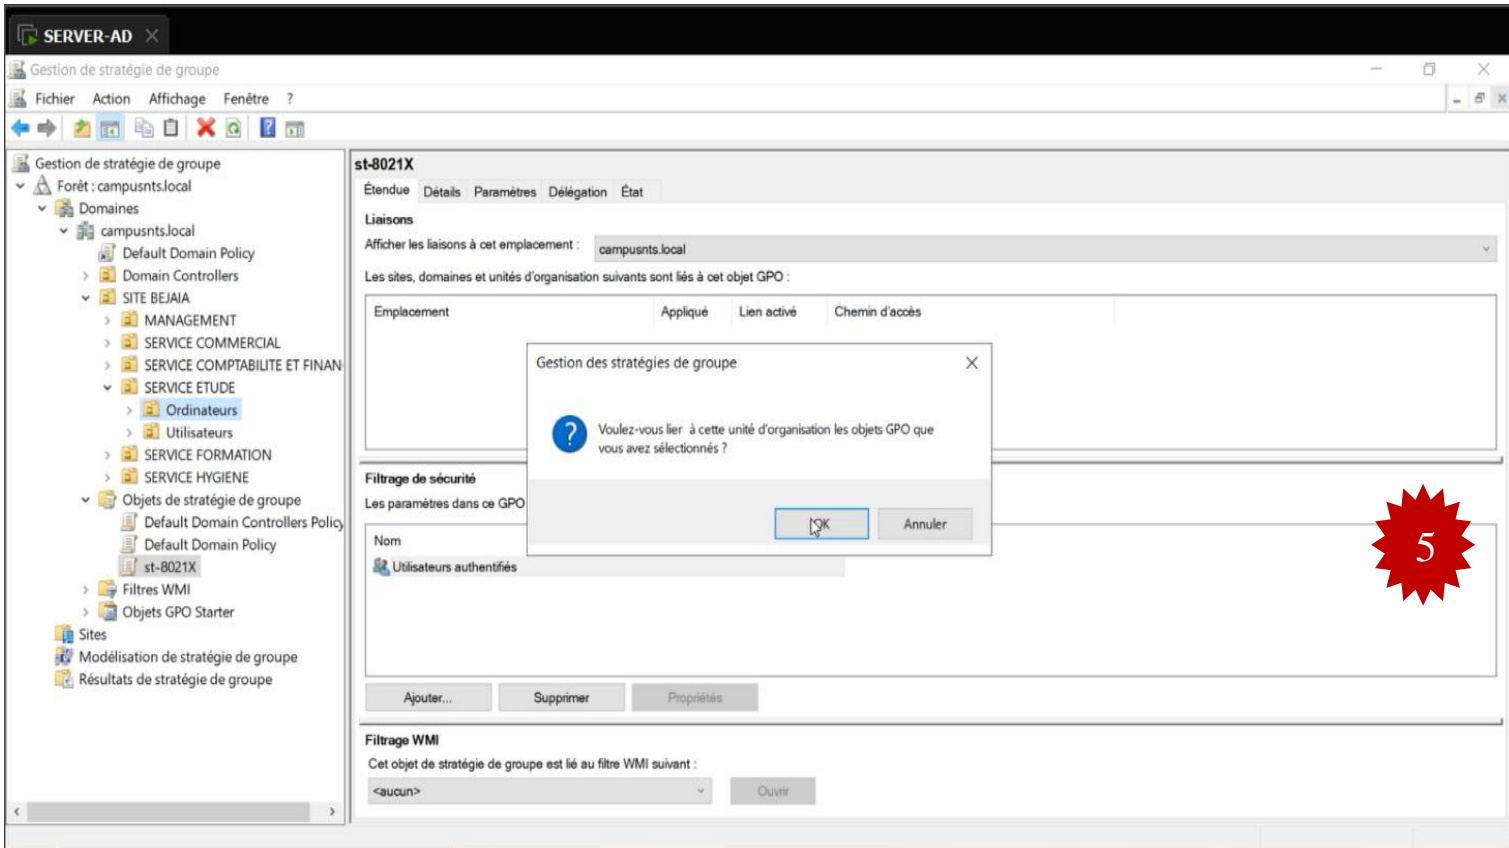 SERVER-AD
Gestion de stratégie de groupe
Fichier Action Affichage Fenêtre ?
Gestion de stratégie de groupe
Forêt : campusnts.local
Domaines
campusnts.local
Default Domain Policy
Domain Controllers
SITE BEJAIA
MANAGEMENT
SERVICE COMMERCIAL
SERVICE COMPTABILITE ET FINAN
SERVICE ETUDE
Ordinateurs
Utilisateurs
SERVICE FORMATION
SERVICE HYGIENE
Objets de stratégie de groupe
Default Domain Controllers Policy
Default Domain Policy
st-8021X
Filtres WMI
Objets GPO Starter
Sites
Modélisation de stratégie de groupe
Résultats de stratégie de groupe
st-8021X
Étendue Détails Paramètres Délégation État
Liaisons
Afficher les liaisons à cet emplacement : campusnts.local
Les sites, domaines et unités d'organisation suivants sont liés à cet objet GPO :
Emplacement Appliqué Lien activé Chemin d'accès
Gestion des stratégies de groupe
Voulez-vous lier à cette unité d'organisation les objets GPO que
vous avez sélectionnés ?
OK Annuler
Filtrage de sécurité
Les paramètres dans ce GPO
Nom
Utilisateurs authentifiés
Ajouter... Supprimer Propriétés
Filtrage WMI
Cet objet de stratégie de groupe est lié au filtre WMI suivant :
<aucun> Ouvrir
5